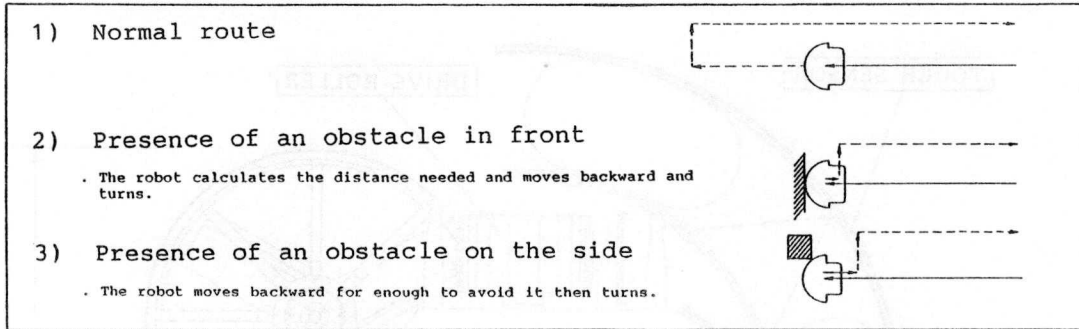 1) Normal route
2) Presence of an obstacle in front
. The robot calculates the distance needed and moves backward and
turns.
3) Presence of an obstacle on the side
. The robot moves backward for enough to avoid it then turns.